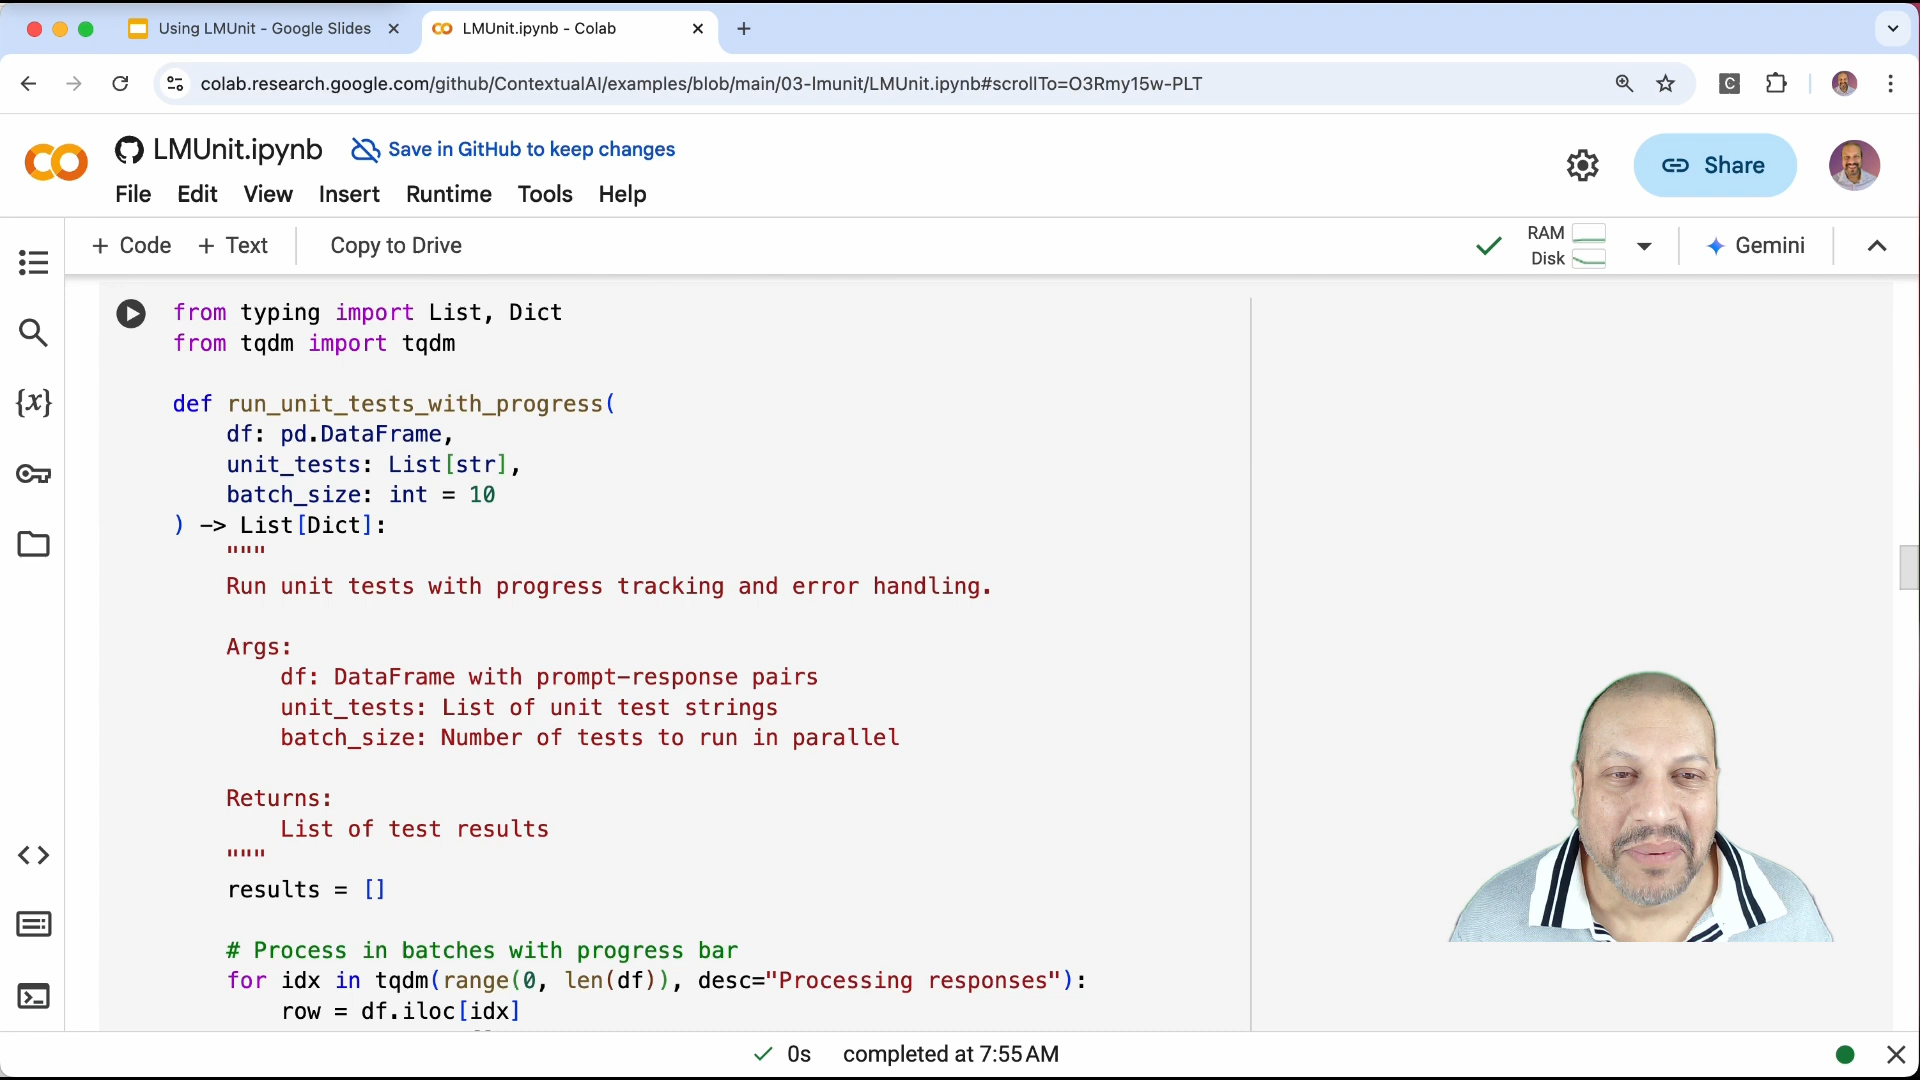 Using LMUnit - Google Slides
LMUnit.ipynb - Colab
colab.research.google.com/github/ContextualAI/examples/blob/main/03-lmunit/LMUnit.ipynb#scrollTo=O3Rmy15w-PLT
C
LMUnit.ipynb
Save in GitHub to keep changes
Share
File Edit View Insert Runtime Tools Help
+ Code + Text Copy to Drive
RAM
Disk
Gemini
{x}
from typing import List, Dict
from tqdm import tqdm
def run_unit_tests_with_progress(
df: pd.DataFrame,
unit_tests: List[str],
batch_size: int = 10
) -> List[Dict]:
"""
Run unit tests with progress tracking and error handling.
Args:
df: DataFrame with prompt-response pairs
unit_tests: List of unit test strings
batch_size: Number of tests to run in parallel
Returns:
List of test results
"""
results = []
# Process in batches with progress bar
for idx in tqdm(range(0, len(df)), desc="Processing responses"):
row = df.iloc[idx]
0s completed at 7:55 AM